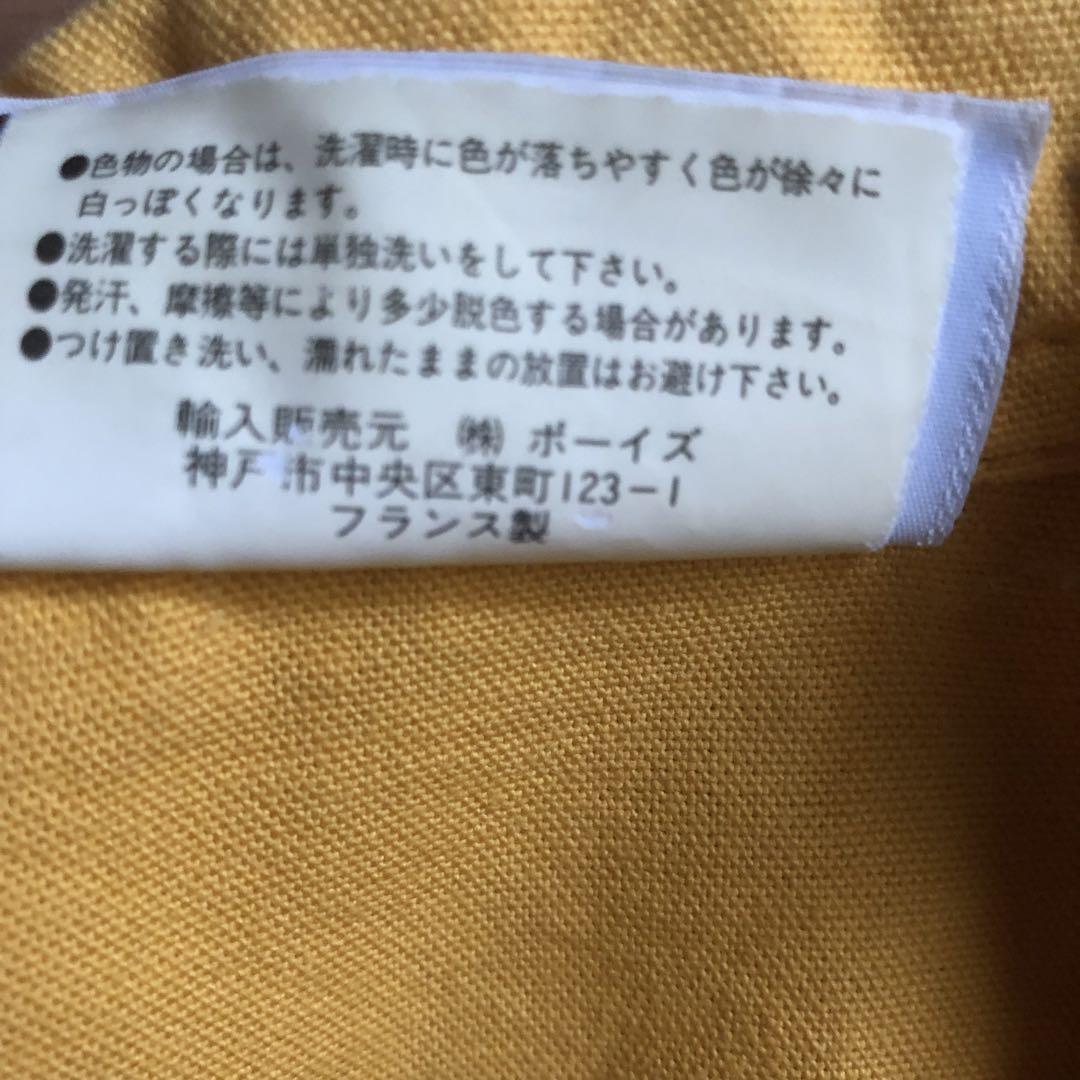 ●色物の場合は、洗濯時に色が落ちやすく色が徐々に
白っぽくなります。
●洗濯する際には単独洗いをして下さい。
●発汗、摩擦等により多少脱色する場合があります。
●つけ置き洗い、濡れたままの放置はお避け下さい。
輸入販売元 ㈱ ボーイズ
神戸市中央区東町123-1
フランス製